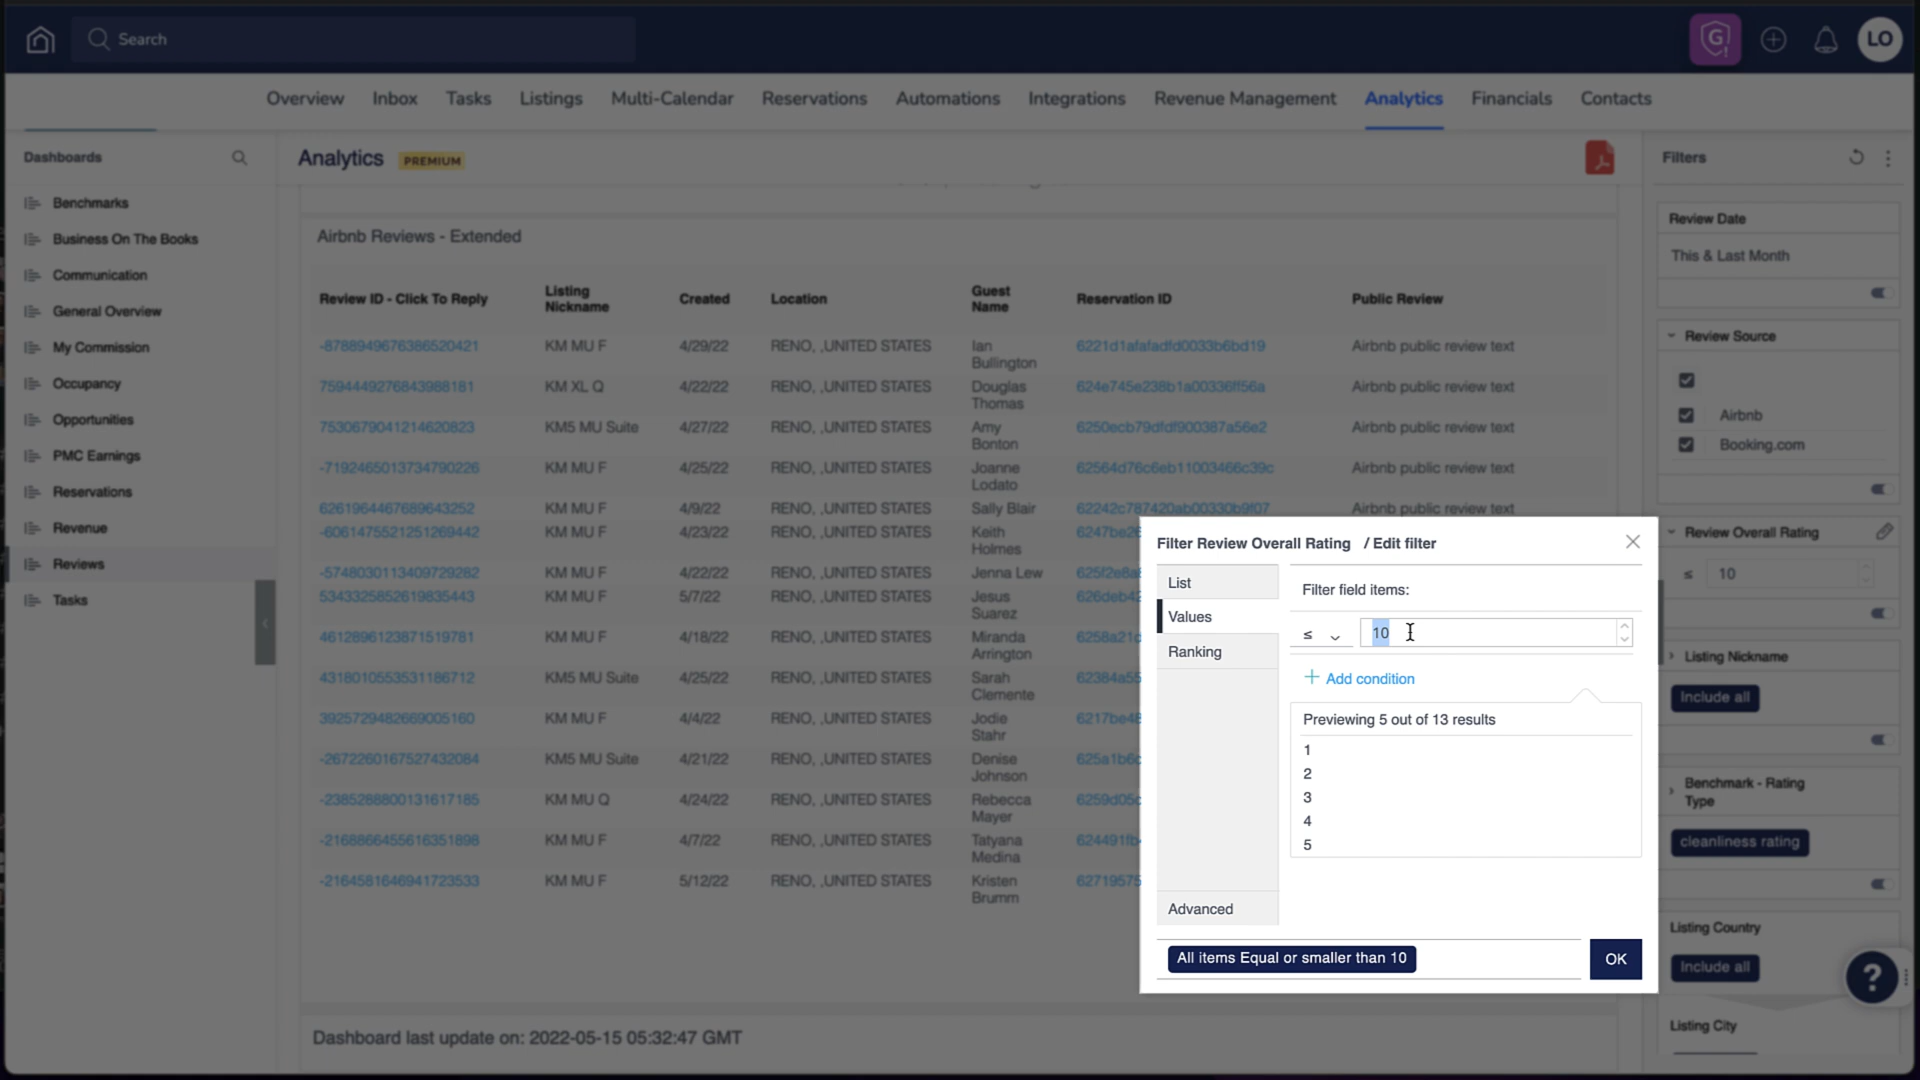 Search
G!
LO
Overview Inbox Tasks Listings Multi-Calendar Reservations Automations Integrations Revenue Management Analytics Financials Contacts
Dashboards
Benchmarks
Business On The Books
Communication
General Overview
My Commission
Occupancy
Opportunities
PMC Earnings
Reservations
Revenue
Reviews
Tasks
Analytics PREMIUM
Airbnb Reviews - Extended
Review ID - Click To Reply Listing Nickname Created Location Guest Name Reservation ID Public Review
-8788949676386520421 KM MU F 4/29/22 RENO, ,UNITED STATES Ian Bullington 6221d1afafadfd0033b6bd19 Airbnb public review text
7594449276843988181 KM XL Q 4/22/22 RENO, ,UNITED STATES Douglas Thomas 624e745e238b1a00336ff56a Airbnb public review text
7530679041214620823 KM5 MU Suite 4/27/22 RENO, ,UNITED STATES Amy Bonton 6250ecb79dfdf900387a56e2 Airbnb public review text
-7192465013734790226 KM MU F 4/25/22 RENO, ,UNITED STATES Joanne Lodato 62564d76c6eb11003466c39c Airbnb public review text
6261964467689643252 KM MU F 4/9/22 RENO, ,UNITED STATES Sally Blair 62242c787420ab00330b9f07
-6061475521251269442 KM MU F 4/23/22 RENO, ,UNITED STATES Keith Holmes 6247be26
-5748030113409729282 KM MU F 4/22/22 RENO, ,UNITED STATES Jenna Lew 625f2e8a
5343325852619835443 KM MU F 5/7/22 RENO, ,UNITED STATES Jesus Suarez 626deb42
4612896123871519781 KM MU F 4/18/22 RENO, ,UNITED STATES Miranda Arrington 6258a21d
4318010553531186712 KM5 MU Suite 4/25/22 RENO, ,UNITED STATES Sarah Clemente 62384a55
3925729482669005160 KM MU F 4/4/22 RENO, ,UNITED STATES Jodie Stahr 6217be48
-2672260167527432084 KM5 MU Suite 4/21/22 RENO, ,UNITED STATES Denise Johnson 625a1b6c
-2385288800131617185 KM MU Q 4/24/22 RENO, ,UNITED STATES Rebecca Mayer 6259d05c
-2168866455616351898 KM MU F 4/7/22 RENO, ,UNITED STATES Tatyana Medina 624491fb
-2164581646941723533 KM MU F 5/12/22 RENO, ,UNITED STATES Kristen Brumm 62719575
Dashboard last update on: 2022-05-15 05:32:47 GMT
Filter Review Overall Rating / Edit filter
List
Values
Ranking
Advanced
Filter field items:
≤ 10
+ Add condition
Previewing 5 out of 13 results
1
2
3
4
5
All items Equal or smaller than 10
OK
Filters
Review Date
This & Last Month
Review Source
Airbnb
Booking.com
Review Overall Rating
≤ 10
Listing Nickname
Include all
Benchmark - Rating
Type
cleanliness rating
Listing Country
Include all
Listing City
?